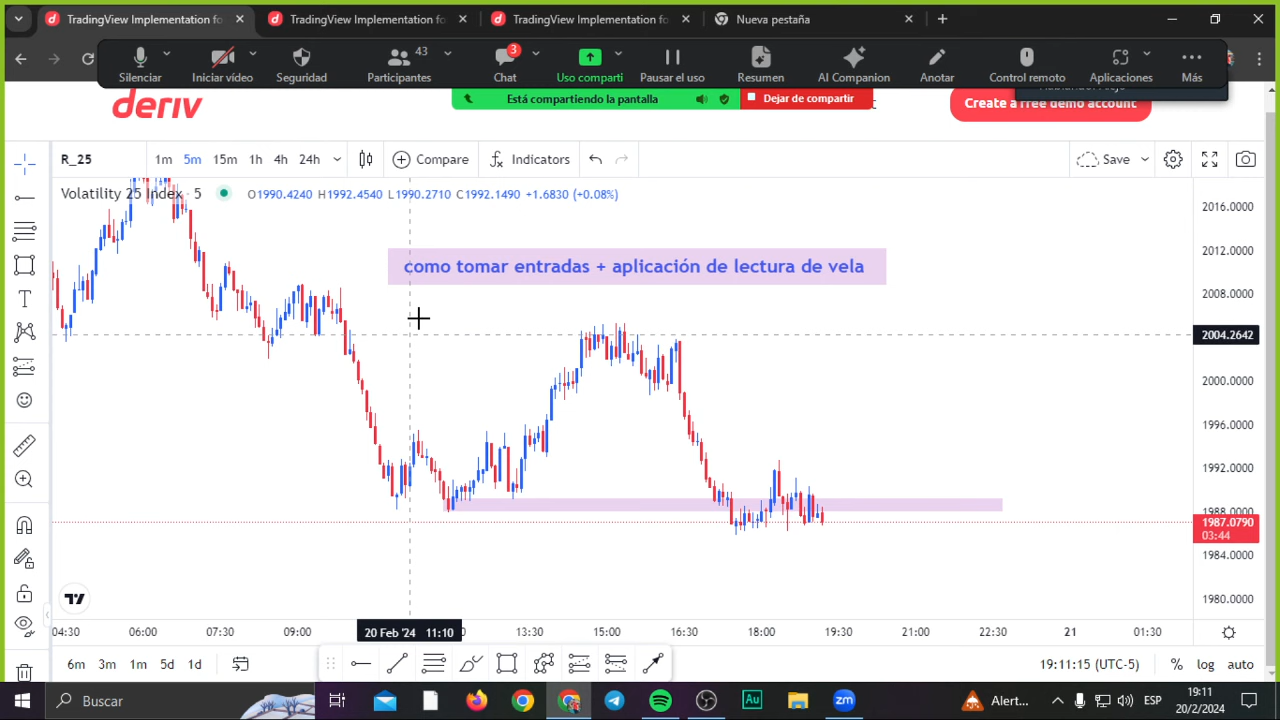 TradingView Implementation fo
TradingView Implementation fo
TradingView Implementation fo
Nueva pestaña
Silenciar
Iniciar vídeo
Seguridad
43
Participantes
3
Chat
Uso comparti
Pausar el uso
Resumen
AI Companion
Anotar
Control remoto
Aplicaciones
Más
Está compartiendo la pantalla
Dejar de compartir
deriv
Create a free demo account
R_25
1m 5m 15m 1h 4h 24h
Compare
Indicators
Save
Volatility 25 Index · 5
O1990.4240 H1992.4540 L1990.2710 C1992.1490 +1.6830 (+0.08%)
como tomar entradas + aplicación de lectura de vela
2016.0000
2012.0000
2008.0000
2004.2642
2000.0000
1996.0000
1992.0000
1988.0000
1987.0790
03:44
1984.0000
1980.0000
04:30 06:00 07:30 09:00 20 Feb '24 11:10 13:30 15:00 16:30 18:00 19:30 21:00 22:30 21 01:30
6m 3m 1m 5d 1d
19:11:15 (UTC-5)
% log auto
Buscar
Au
zm
Alert...
ESP
19:11
20/2/2024